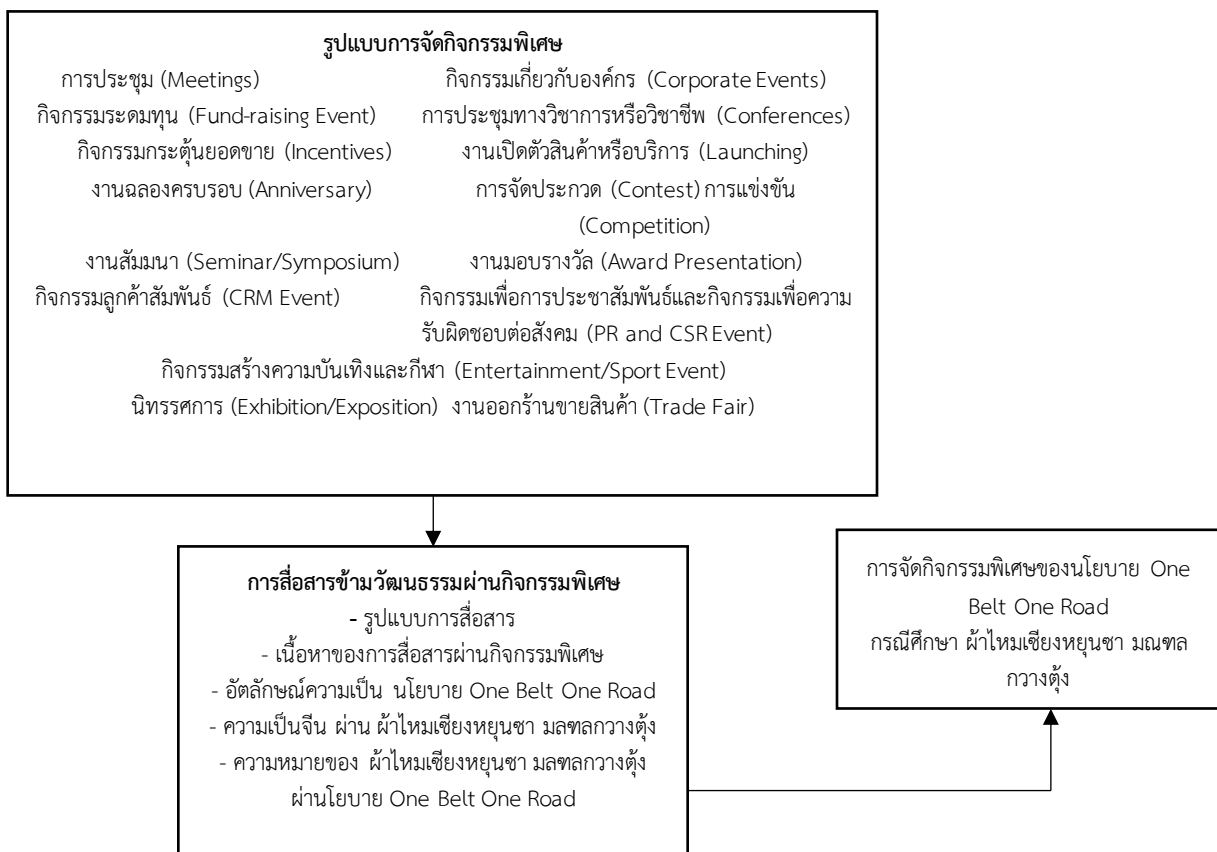 รูปแบบการจัดกิจกรรมพิเศษ
การประชุม (Meetings) กิจกรรมเกี่ยวกับองค์กร (Corporate Events)
กิจกรรมระดมทุน (Fund-raising Event) การประชุมทางวิชาการหรือวิชาชีพ (Conferences)
กิจกรรมกระตุ้นยอดขาย (Incentives) งานเปิดตัวสินค้าหรือบริการ (Launching)
งานฉลองครบรอบ (Anniversary) การจัดประกวด (Contest) การแข่งขัน
(Competition)
งานสัมมนา (Seminar/Symposium) งานมอบรางวัล (Award Presentation)
กิจกรรมลูกค้าสัมพันธ์ (CRM Event) กิจกรรมเพื่อการประชาสัมพันธ์และกิจกรรมเพื่อความ
รับผิดชอบต่อสังคม (PR and CSR Event)
กิจกรรมสร้างความบันเทิงและกีฬา (Entertainment/Sport Event)
นิทรรศการ (Exhibition/Exposition) งานออกร้านขายสินค้า (Trade Fair)
การสื่อสารข้ามวัฒนธรรมผ่านกิจกรรมพิเศษ
- รูปแบบการสื่อสาร
- เนื้อหาของการสื่อสารผ่านกิจกรรมพิเศษ
- อัตลักษณ์ความเป็น นโยบาย One Belt One Road
- ความเป็นจีน ผ่าน ผ้าไหมเซียงหยุนซา มลฑลกวางตุ้ง
- ความหมายของ ผ้าไหมเซียงหยุนซา มลฑลกวางตุ้ง
ผ่านโยบาย One Belt One Road
การจัดกิจกรรมพิเศษของนโยบาย One
Belt One Road
กรณีศึกษา ผ้าไหมเซียงหยุนซา มณฑล
กวางตุ้ง